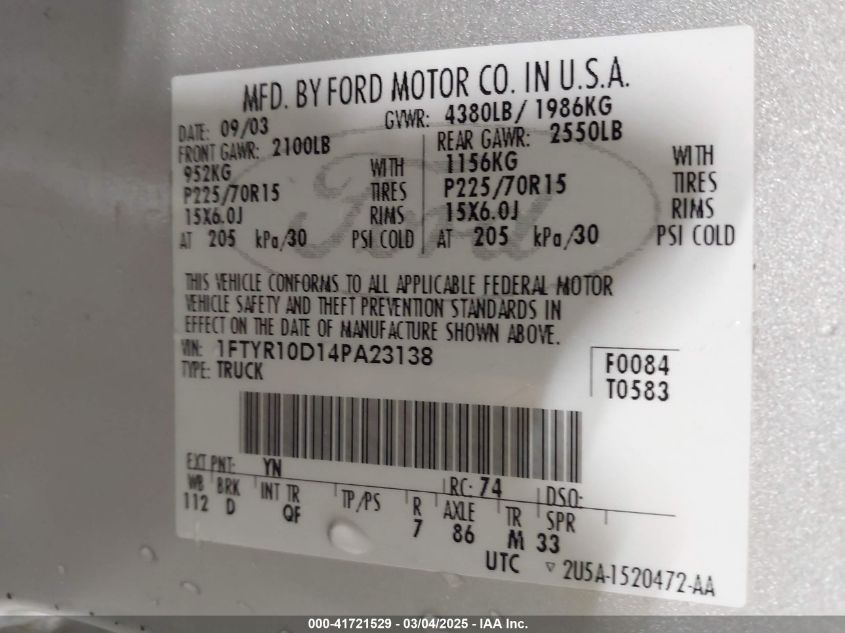 MFD. BY FORD MOTOR CO. IN U.S.A.
DATE: 09/03 GVWR: 4380LB/ 1986KG
FRONT GAWR: 2100LB REAR GAWR: 2550LB
952KG WITH 1156KG WITH
P225/70R15 TIRES P225/70R15 TIRES
15X6.0J RIMS 15X6.0J RIMS
AT 205 kPa/30 PSI COLD AT 205 kPa/30 PSI COLD
Ford
THIS VEHICLE CONFORMS TO ALL APPLICABLE FEDERAL MOTOR
VEHICLE SAFETY AND THEFT PREVENTION STANDARDS IN
EFFECT ON THE DATE OF MANUFACTURE SHOWN ABOVE.
VIN: 1FTYR10D14PA23138 F0084
TYPE: TRUCK T0583
EXT PNT: YN RC: 74 DSO:
WB BRK INT TR TP/PS R AXLE TR SPR
112 D QF 7 86 M 33
UTC ▽ 2U5A-1520472-AA
000-41721529 - 03/04/2025 - IAA Inc.